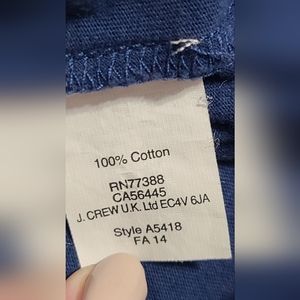 100% Cotton
RN77388
CA56445
J. CREW U.K. Ltd EC4V 6JA
Style A5418
FA 14